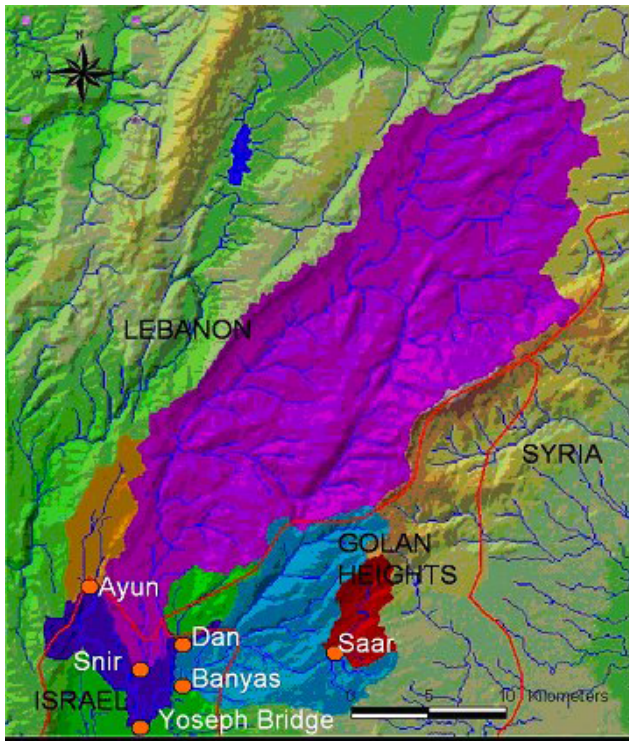 N
W
E
S
LEBANON
SYRIA
GOLAN
HEIGHTS
Ayun
Dan
Saar
Snir
Banyas
ISRAEL
Yoseph Bridge
0 5 10 Kilometers